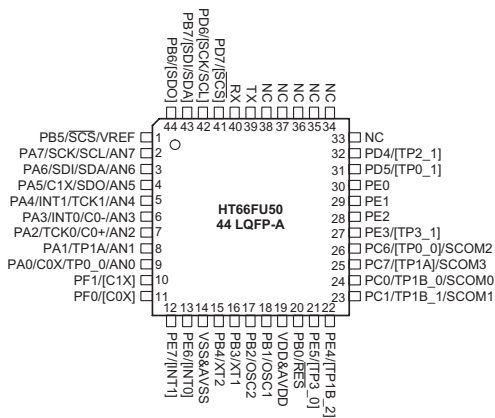 PB6/[SDO]
PB7/[SDI/SDA]
PD6/[SCK/SCL]
PD7/[SCS]
RX
TX
NC
NC
NC
NC
NC
44 43 42 41 40 39 38 37 36 35 34
PB5/SCS/VREF 1
PA7/SCK/SCL/AN7 2
PA6/SDI/SDA/AN6 3
PA5/C1X/SDO/AN5 4
PA4/INT1/TCK1/AN4 5
PA3/INT0/C0-/AN3 6
PA2/TCK0/C0+/AN2 7
PA1/TP1A/AN1 8
PA0/C0X/TP0_0/AN0 9
PF1/[C1X] 10
PF0/[C0X] 11
HT66FU50
44 LQFP-A
33 NC
32 PD4/[TP2_1]
31 PD5/[TP0_1]
30 PE0
29 PE1
28 PE2
27 PE3/[TP3_1]
26 PC6/[TP0_0]/SCOM2
25 PC7/[TP1A]/SCOM3
24 PC0/TP1B_0/SCOM0
23 PC1/TP1B_1/SCOM1
12 13 14 15 16 17 18 19 20 21 22
PE7/[INT1]
PE6/[INT0]
VSS&AVSS
PB4/XT2
PB3/XT1
PB2/OSC2
PB1/OSC1
VDD&AVDD
PB0/RES
PE5/[TP3_0]
PE4/[TP1B_2]